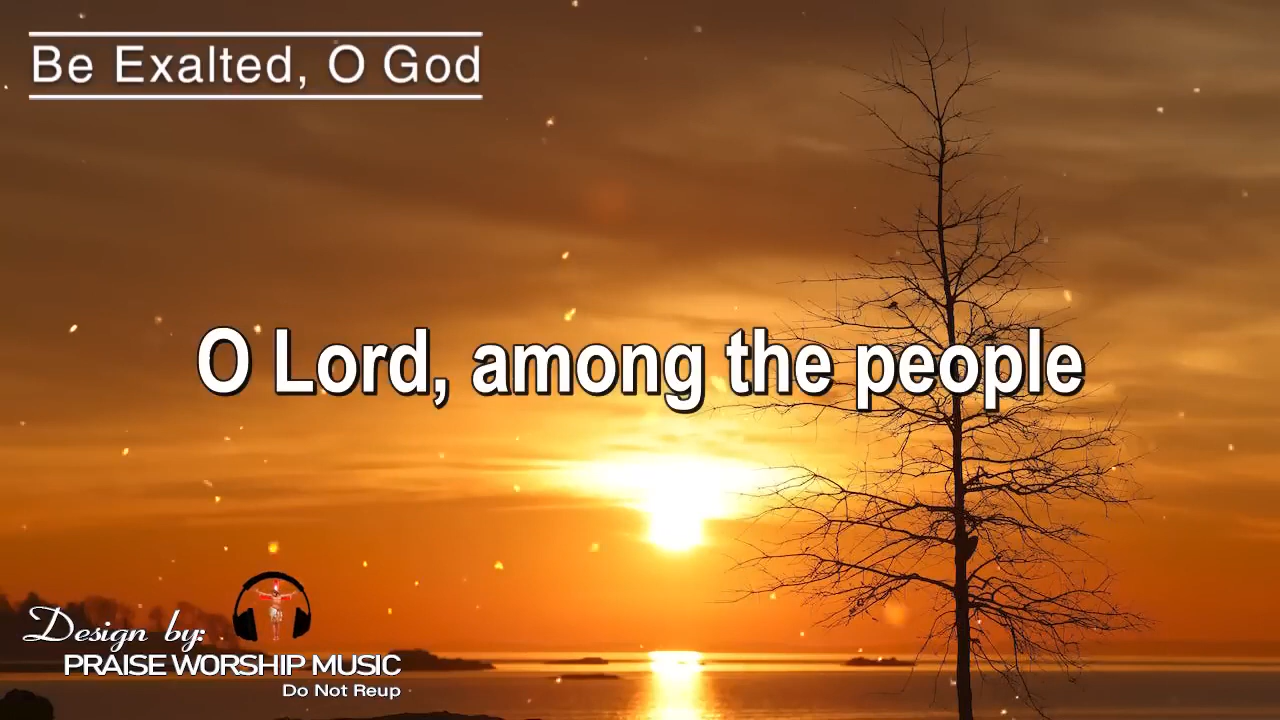 Be Exalted, O God
O Lord, among the people
Design by:
PRAISE WORSHIP MUSIC
Do Not Reup